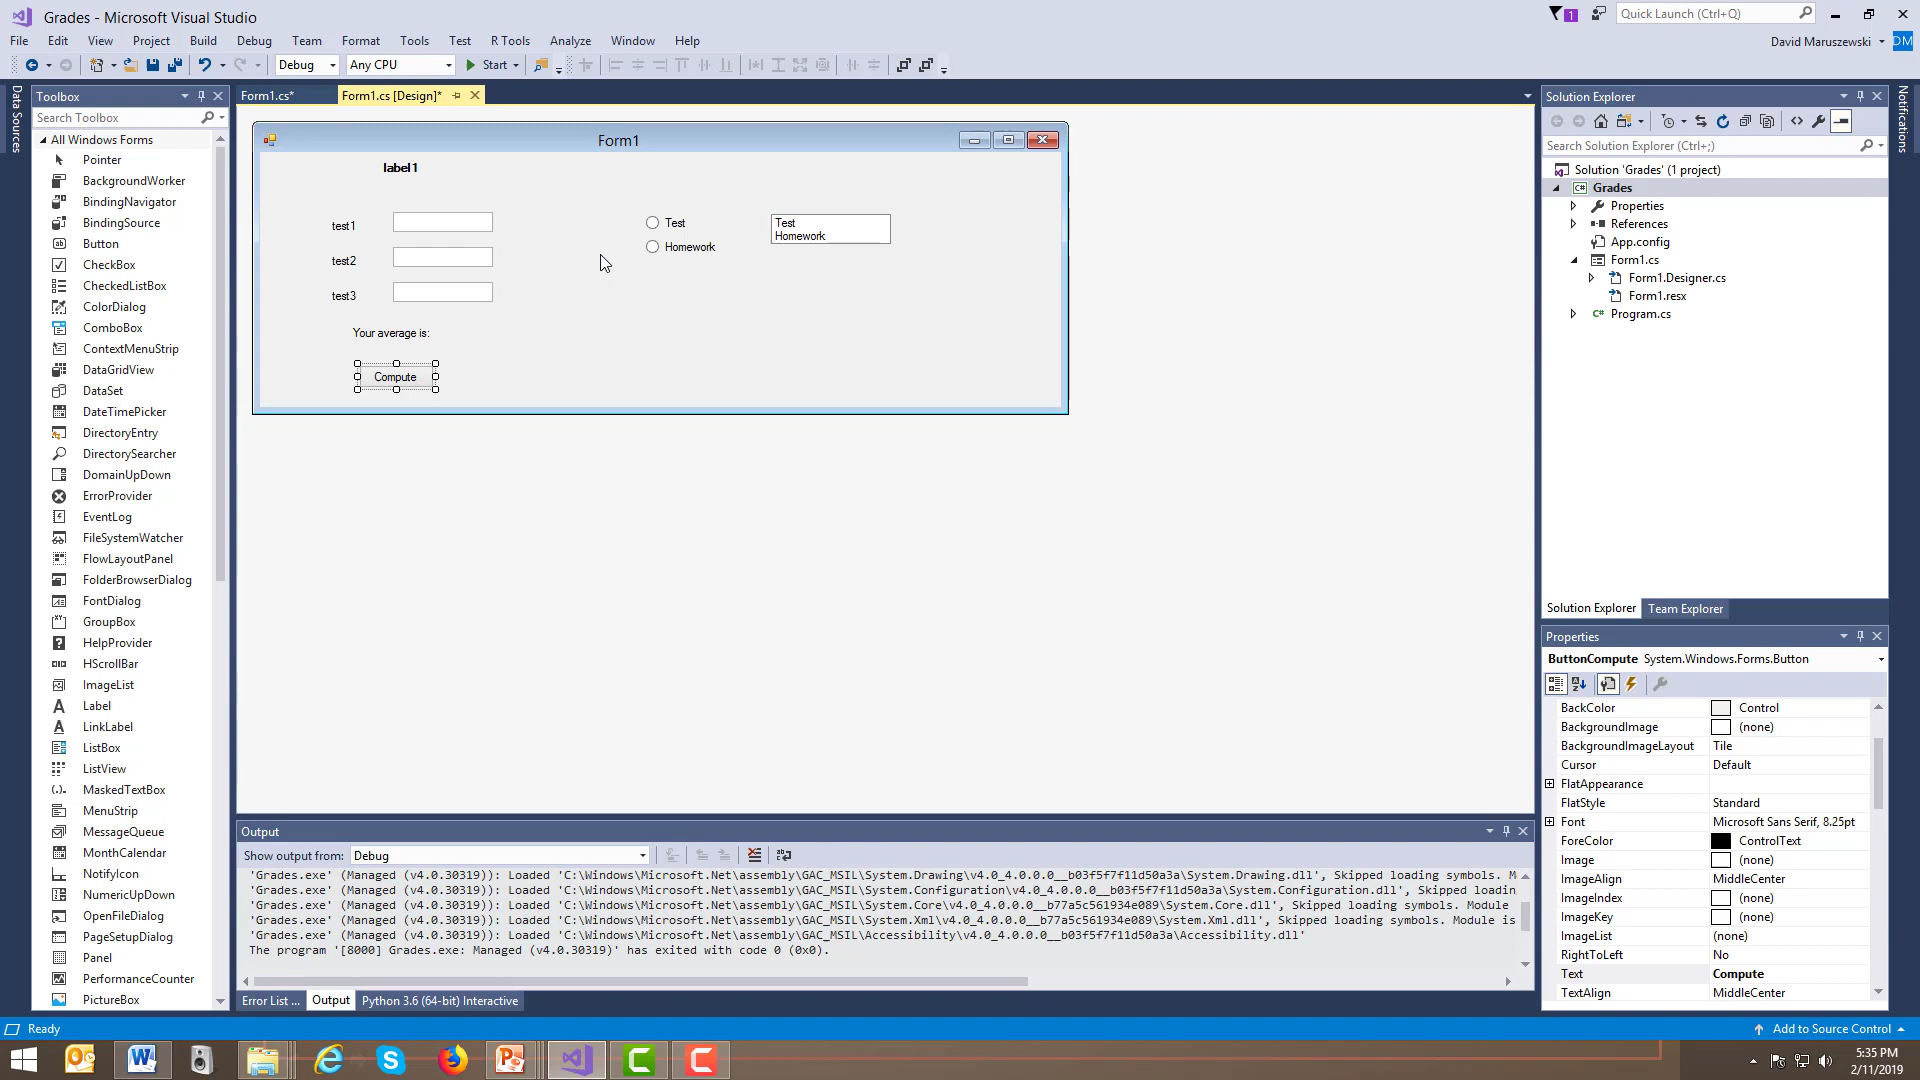 Grades - Microsoft Visual Studio
1
Quick Launch (Ctrl+Q)
File Edit View Project Build Debug Team Format Tools Test R Tools Analyze Window Help
David Maruszewski DM
Debug Any CPU Start
Data Sources
Toolbox
Search Toolbox
All Windows Forms
Pointer
BackgroundWorker
BindingNavigator
BindingSource
Button
CheckBox
CheckedListBox
ColorDialog
ComboBox
ContextMenuStrip
DataGridView
DataSet
DateTimePicker
DirectoryEntry
DirectorySearcher
DomainUpDown
ErrorProvider
EventLog
FileSystemWatcher
FlowLayoutPanel
FolderBrowserDialog
FontDialog
GroupBox
HelpProvider
HScrollBar
ImageList
Label
LinkLabel
ListBox
ListView
MaskedTextBox
MenuStrip
MessageQueue
MonthCalendar
NotifyIcon
NumericUpDown
OpenFileDialog
PageSetupDialog
Panel
PerformanceCounter
PictureBox
Form1.cs* Form1.cs [Design]*
Form1
label1
test1
test2
test3
Test
Homework
Test
Homework
Your average is:
Compute
Output
Show output from: Debug
'Grades.exe' (Managed (v4.0.30319)): Loaded 'C:\Windows\Microsoft.Net\assembly\GAC_MSIL\System.Drawing\v4.0_4.0.0.0__b03f5f7f11d50a3a\System.Drawing.dll', Skipped loading symbols. M
'Grades.exe' (Managed (v4.0.30319)): Loaded 'C:\Windows\Microsoft.Net\assembly\GAC_MSIL\System.Configuration\v4.0_4.0.0.0__b03f5f7f11d50a3a\System.Configuration.dll', Skipped loadin
'Grades.exe' (Managed (v4.0.30319)): Loaded 'C:\Windows\Microsoft.Net\assembly\GAC_MSIL\System.Core\v4.0_4.0.0.0__b77a5c561934e089\System.Core.dll', Skipped loading symbols. Module
'Grades.exe' (Managed (v4.0.30319)): Loaded 'C:\Windows\Microsoft.Net\assembly\GAC_MSIL\System.Xml\v4.0_4.0.0.0__b77a5c561934e089\System.Xml.dll', Skipped loading symbols. Module is
'Grades.exe' (Managed (v4.0.30319)): Loaded 'C:\Windows\Microsoft.Net\assembly\GAC_MSIL\Accessibility\v4.0_4.0.0.0__b03f5f7f11d50a3a\Accessibility.dll'
The program '[8000] Grades.exe: Managed (v4.0.30319)' has exited with code 0 (0x0).
Error List ... Output Python 3.6 (64-bit) Interactive
Solution Explorer
Search Solution Explorer (Ctrl+;)
Solution 'Grades' (1 project)
C# Grades
Properties
References
App.config
Form1.cs
Form1.Designer.cs
Form1.resx
C# Program.cs
Solution Explorer Team Explorer
Notifications
Properties
ButtonCompute System.Windows.Forms.Button
BackColor Control
BackgroundImage (none)
BackgroundImageLayout Tile
Cursor Default
FlatAppearance
FlatStyle Standard
Font Microsoft Sans Serif, 8.25pt
ForeColor ControlText
Image (none)
ImageAlign MiddleCenter
ImageIndex (none)
ImageKey (none)
ImageList (none)
RightToLeft No
Text Compute
TextAlign MiddleCenter
Ready
Add to Source Control
5:35 PM
2/11/2019